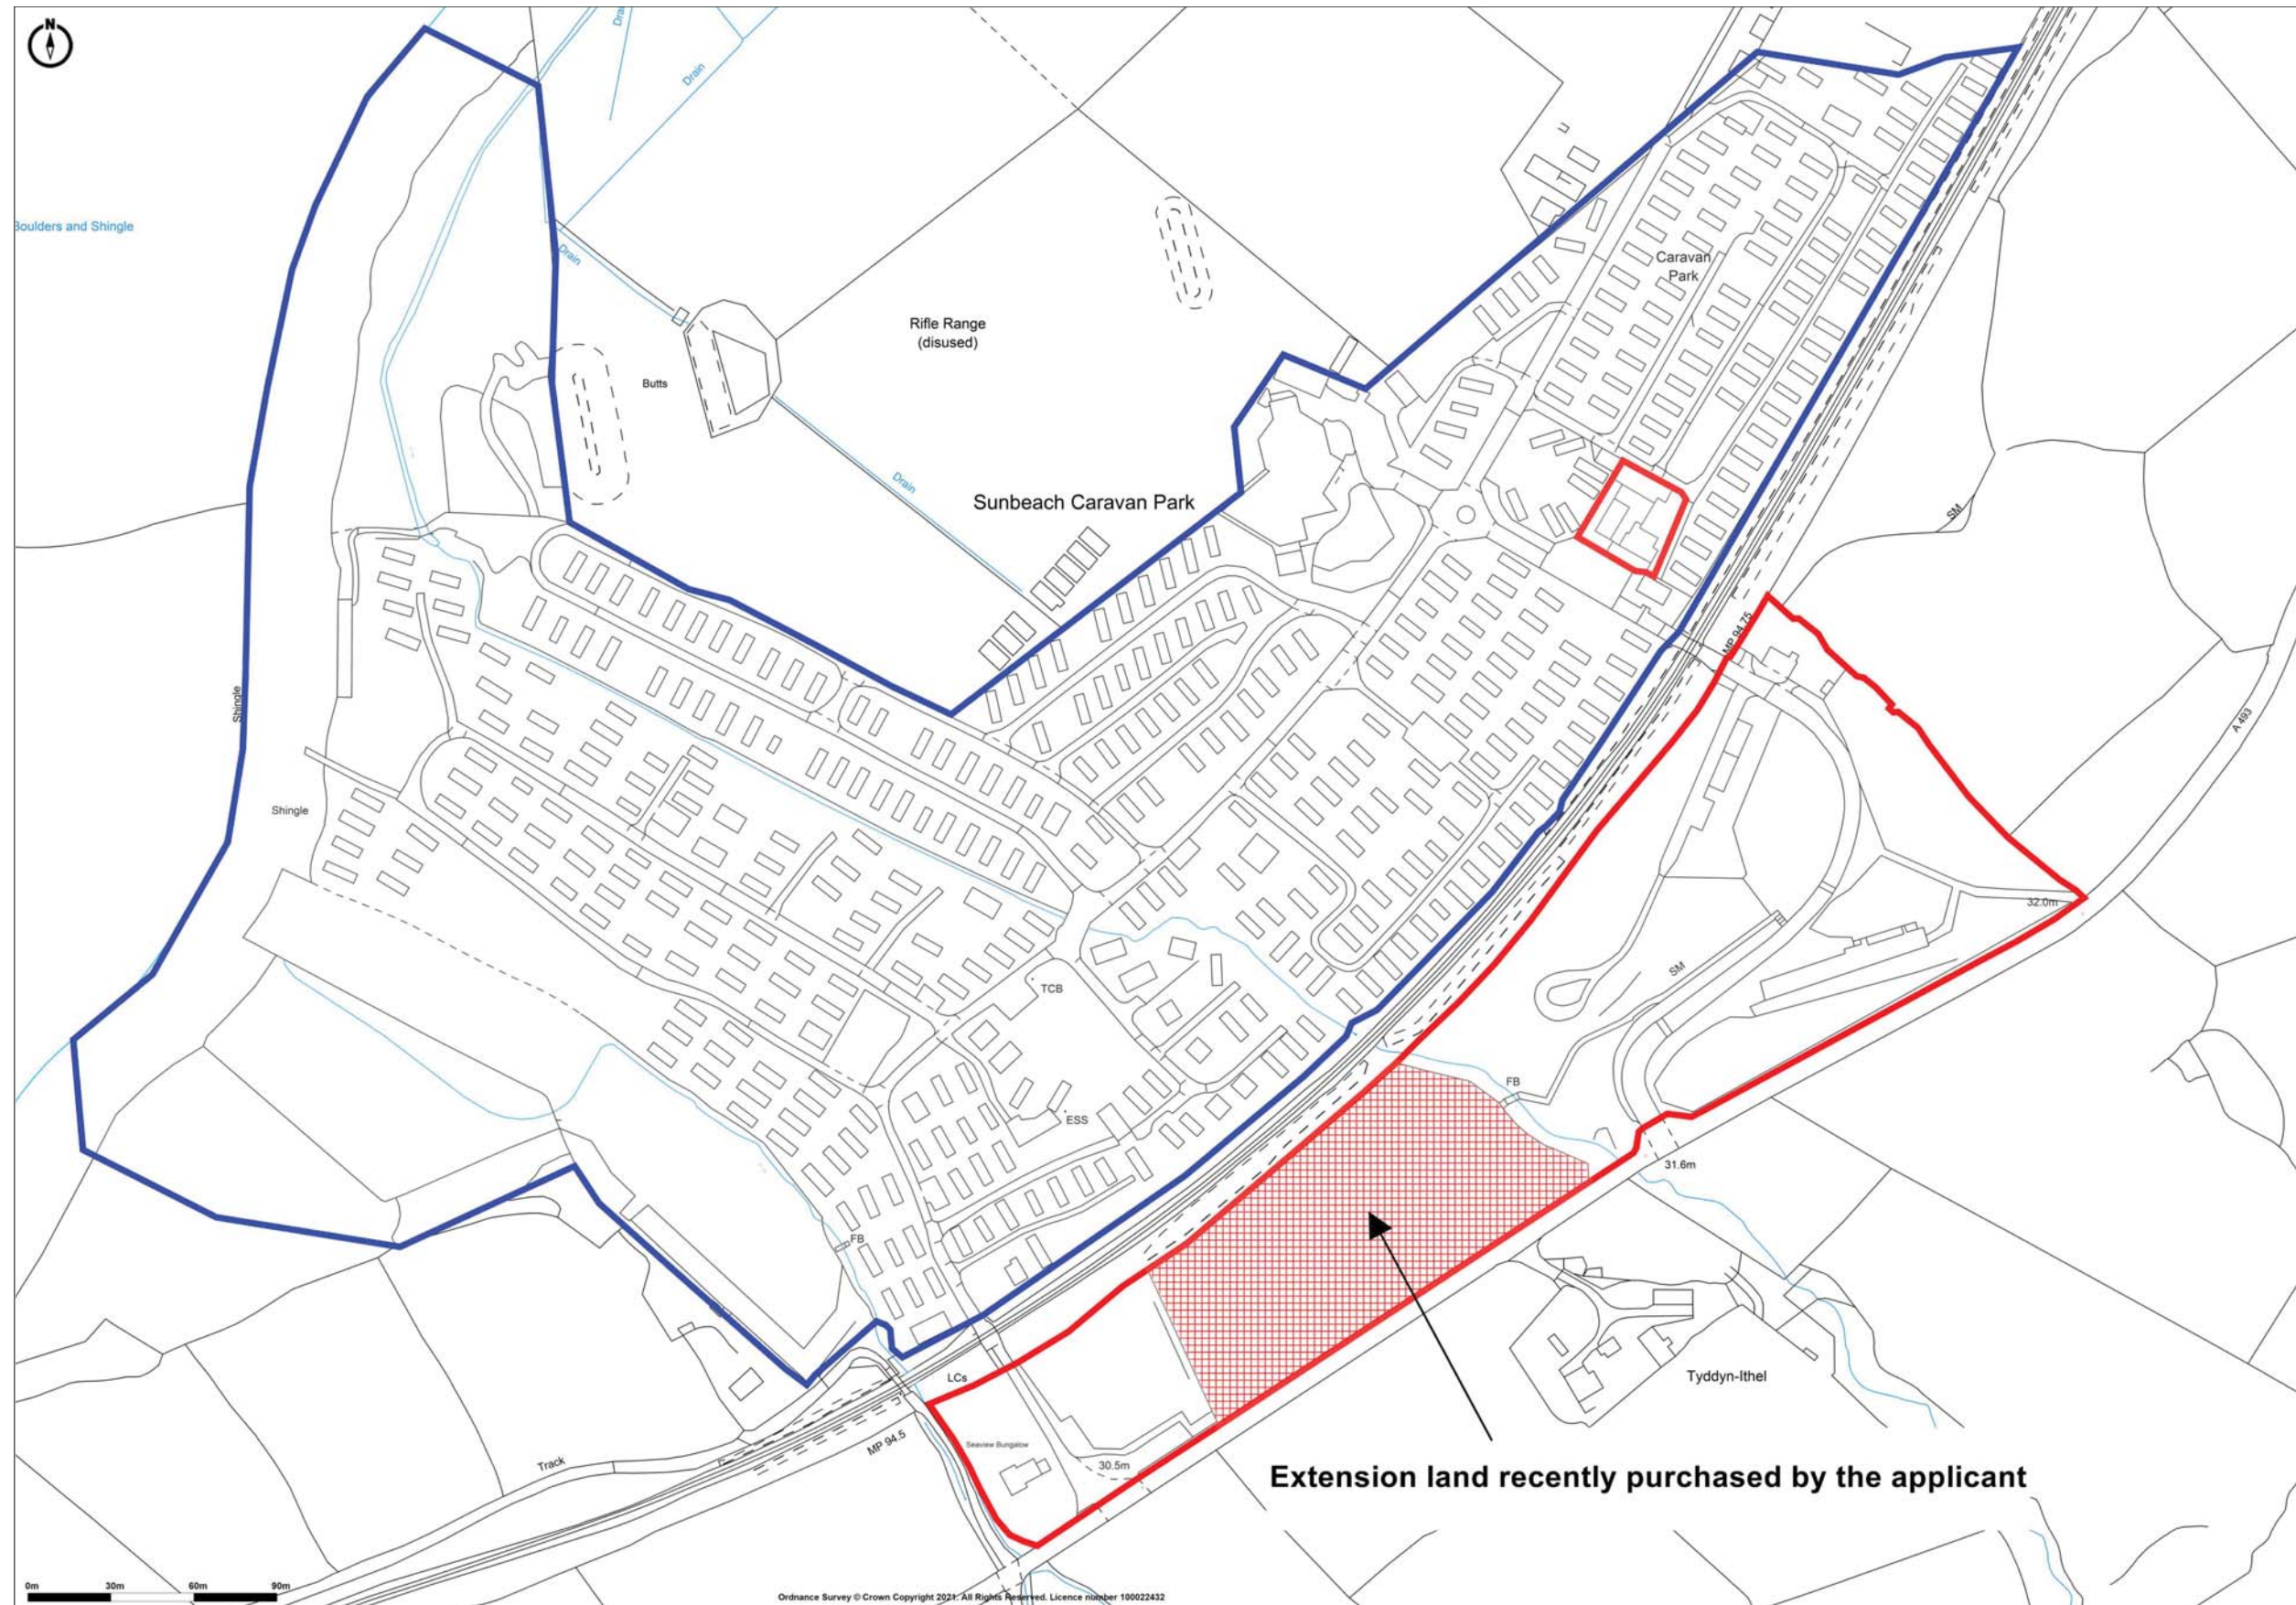 N
Drain
Drain
Boulders and Shingle
Drain
Caravan
Park
Rifle Range
(disused)
Butts
Drain
Sunbeach Caravan Park
SM
MP 94.75
A 493
Shingle
Shingle
32.0m
SM
TCB
FB
ESS
31.6m
FB
Tyddyn-Ithel
LCs
MP 94.5
Seaview Bungalow
30.5m
Track
Extension land recently purchased by the applicant
0m 30m 60m 90m
Ordnance Survey © Crown Copyright 2021. All Rights Reserved. Licence number 100022432